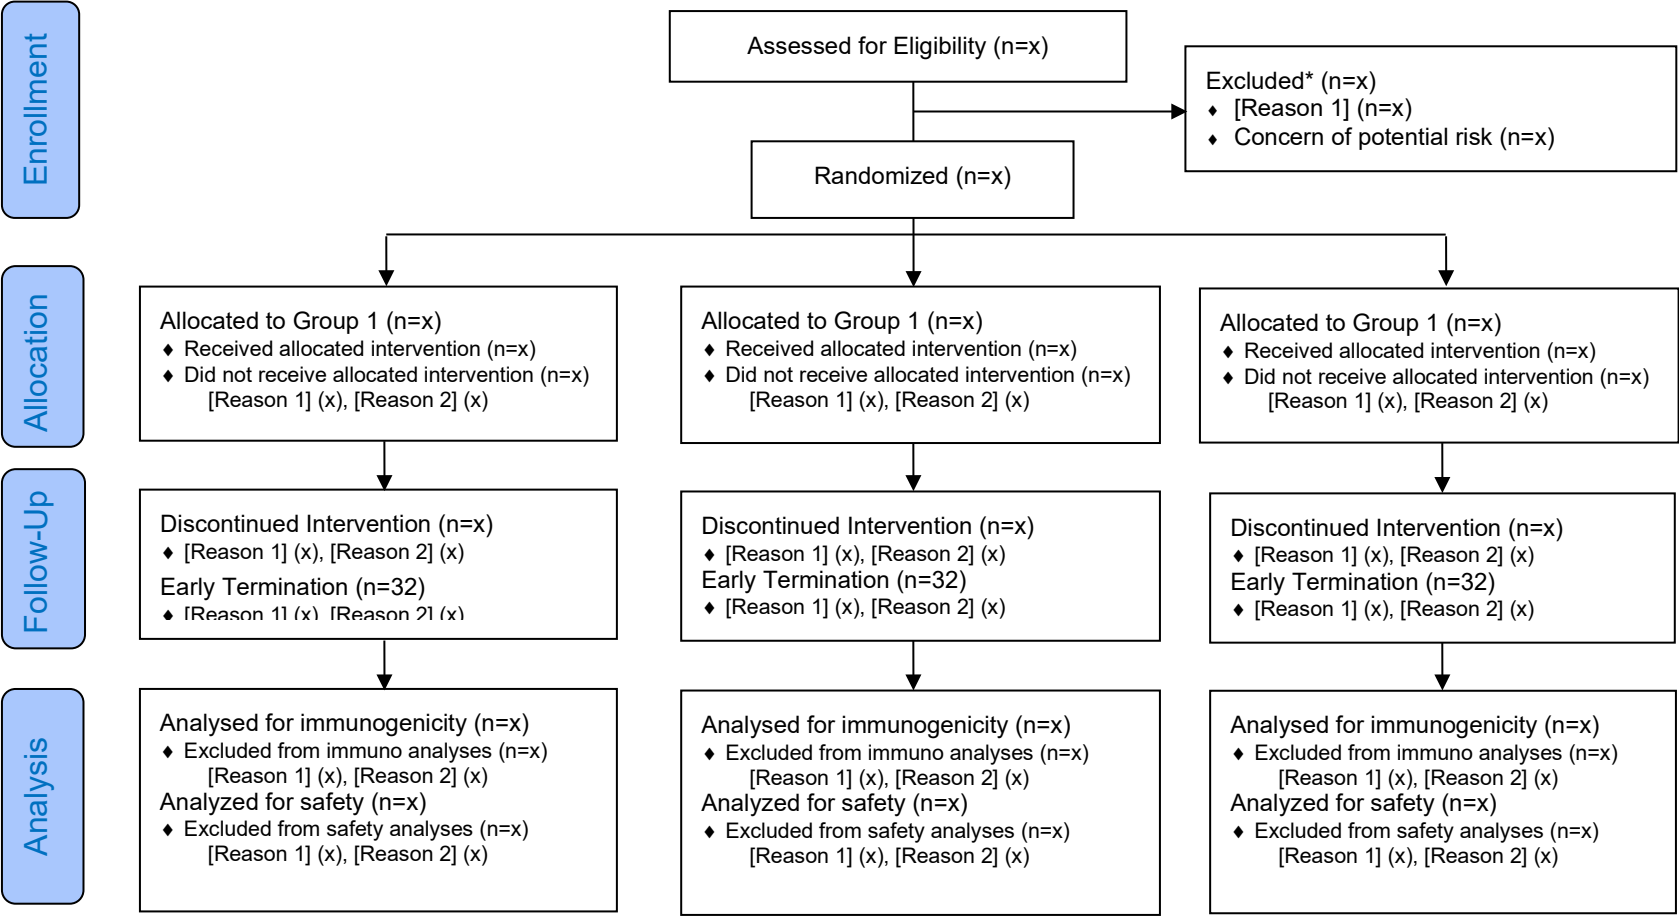 Enrollment
Assessed for Eligibility (n=x)
Excluded* (n=x)
♦ [Reason 1] (n=x)
♦ Concern of potential risk (n=x)
Randomized (n=x)
Allocation
Allocated to Group 1 (n=x)
♦ Received allocated intervention (n=x)
♦ Did not receive allocated intervention (n=x)
[Reason 1] (x), [Reason 2] (x)
Allocated to Group 1 (n=x)
♦ Received allocated intervention (n=x)
♦ Did not receive allocated intervention (n=x)
[Reason 1] (x), [Reason 2] (x)
Allocated to Group 1 (n=x)
♦ Received allocated intervention (n=x)
♦ Did not receive allocated intervention (n=x)
[Reason 1] (x), [Reason 2] (x)
Follow-Up
Discontinued Intervention (n=x)
♦ [Reason 1] (x), [Reason 2] (x)
Early Termination (n=32)
♦ [Reason 1] (x), [Reason 2] (x)
Discontinued Intervention (n=x)
♦ [Reason 1] (x), [Reason 2] (x)
Early Termination (n=32)
♦ [Reason 1] (x), [Reason 2] (x)
Discontinued Intervention (n=x)
♦ [Reason 1] (x), [Reason 2] (x)
Early Termination (n=32)
♦ [Reason 1] (x), [Reason 2] (x)
Analysis
Analysed for immunogenicity (n=x)
♦ Excluded from immuno analyses (n=x)
[Reason 1] (x), [Reason 2] (x)
Analyzed for safety (n=x)
♦ Excluded from safety analyses (n=x)
[Reason 1] (x), [Reason 2] (x)
Analysed for immunogenicity (n=x)
♦ Excluded from immuno analyses (n=x)
[Reason 1] (x), [Reason 2] (x)
Analyzed for safety (n=x)
♦ Excluded from safety analyses (n=x)
[Reason 1] (x), [Reason 2] (x)
Analysed for immunogenicity (n=x)
♦ Excluded from immuno analyses (n=x)
[Reason 1] (x), [Reason 2] (x)
Analyzed for safety (n=x)
♦ Excluded from safety analyses (n=x)
[Reason 1] (x), [Reason 2] (x)